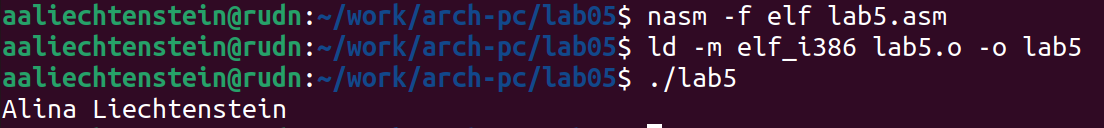 aaliechtenstein@rudn:~/work/arch-pc/lab05$ nasm -f elf lab5.asm
aaliechtenstein@rudn:~/work/arch-pc/lab05$ ld -m elf_i386 lab5.o -o lab5
aaliechtenstein@rudn:~/work/arch-pc/lab05$ ./lab5
Alina Liechtenstein